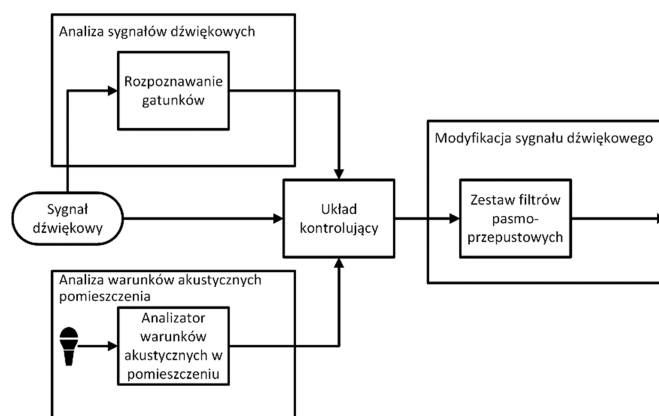 Analiza sygnałów dźwiękowych
Rozpoznawanie
gatunków
Modyfikacja sygnału dźwiękowego
Sygnał
dźwiękowy
Układ
kontrolujący
Zestaw filtrów
pasmo-
przepustowych
Analiza warunków akustycznych
pomieszczenia
Analizator
warunków
akustycznych w
pomieszczeniu